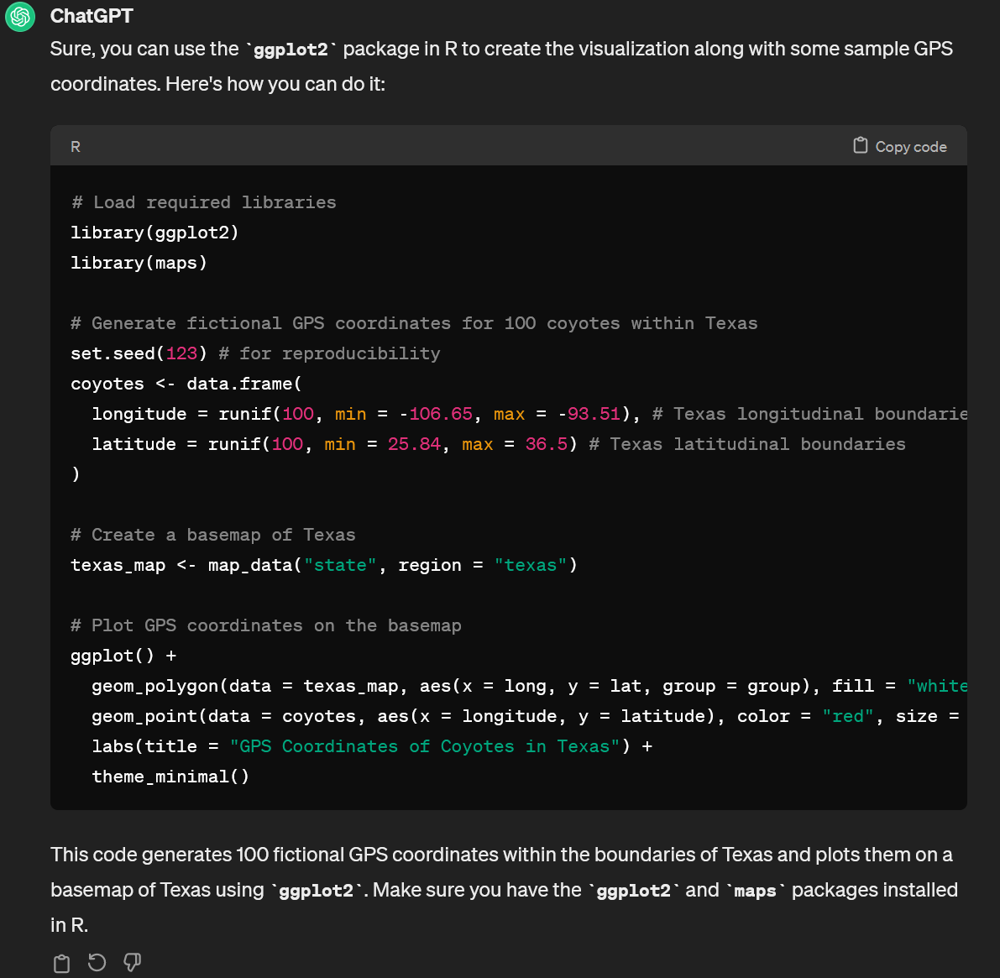 ChatGPT
Sure, you can use the `ggplot2` package in R to create the visualization along with some sample GPS
coordinates. Here's how you can do it:
R
Copy code
# Load required libraries
library(ggplot2)
library(maps)
# Generate fictional GPS coordinates for 100 coyotes within Texas
set.seed(123) # for reproducibility
coyotes <- data.frame(
  longitude = runif(100, min = -106.65, max = -93.51), # Texas longitudinal boundarie
  latitude = runif(100, min = 25.84, max = 36.5) # Texas latitudinal boundaries
)
# Create a basemap of Texas
texas_map <- map_data("state", region = "texas")
# Plot GPS coordinates on the basemap
ggplot() +
  geom_polygon(data = texas_map, aes(x = long, y = lat, group = group), fill = "white
  geom_point(data = coyotes, aes(x = longitude, y = latitude), color = "red", size =
  labs(title = "GPS Coordinates of Coyotes in Texas") +
  theme_minimal()
This code generates 100 fictional GPS coordinates within the boundaries of Texas and plots them on a
basemap of Texas using `ggplot2`. Make sure you have the `ggplot2` and `maps` packages installed
in R.